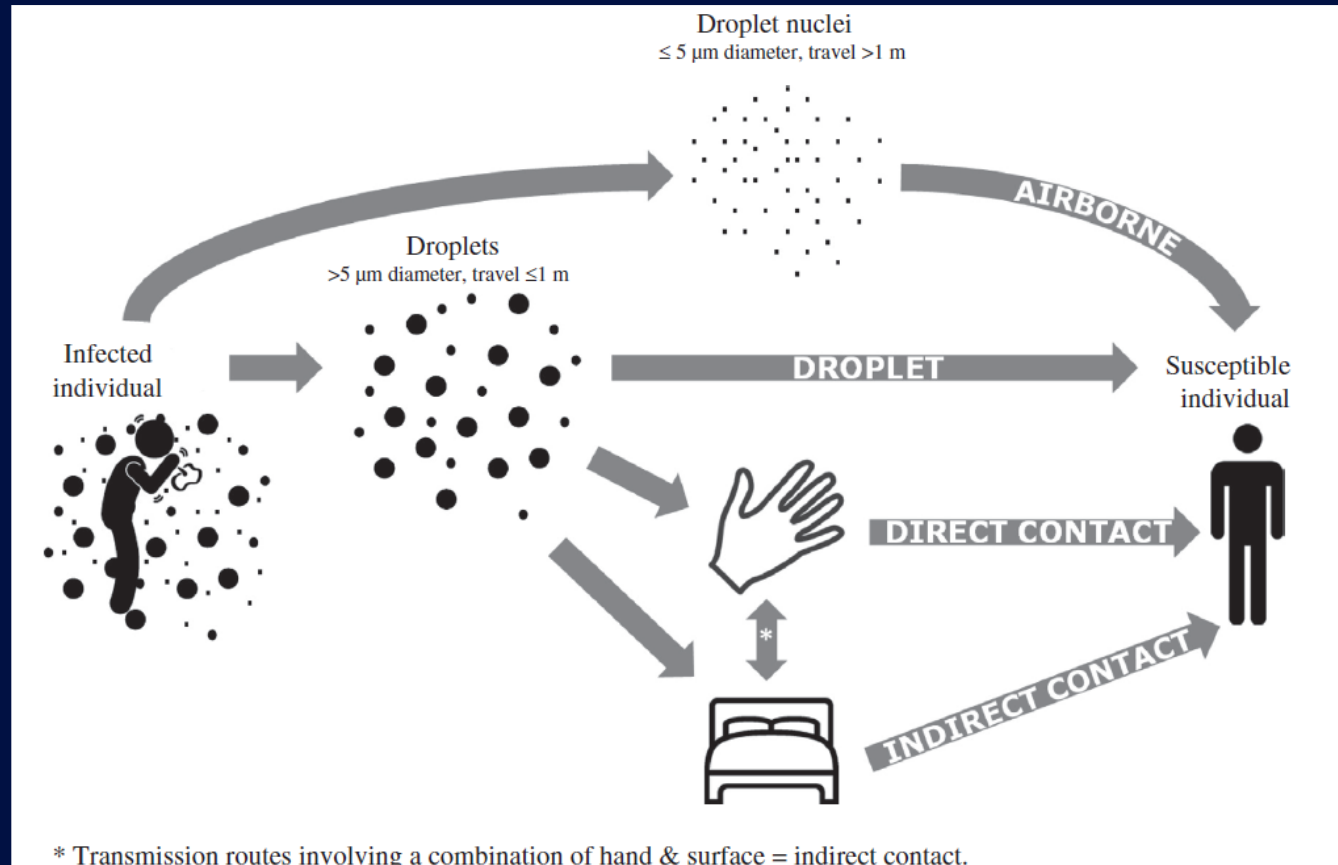 Droplet nuclei
≤ 5 μm diameter, travel >1 m
AIRBORNE
Droplets
>5 μm diameter, travel ≤1 m
Infected
individual
DROPLET
Susceptible
individual
DIRECT CONTACT
*
INDIRECT CONTACT
* Transmission routes involving a combination of hand & surface = indirect contact.